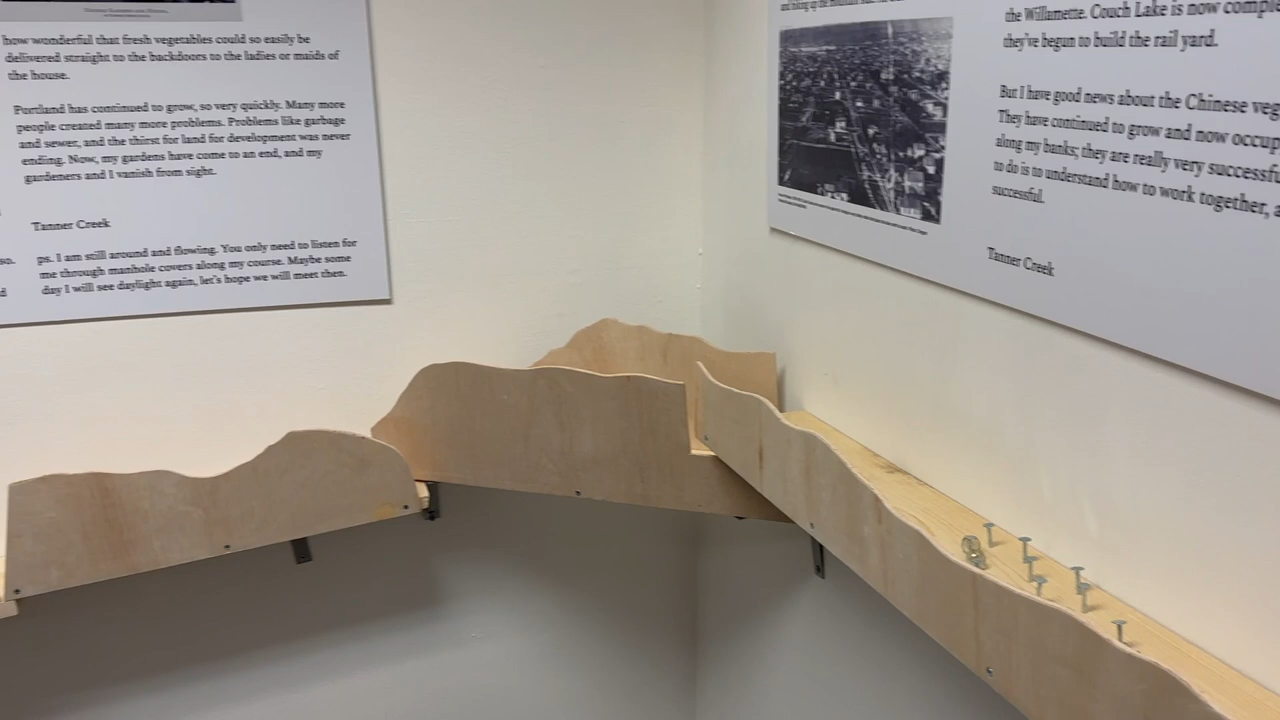 how wonderful that fresh vegetables could so easily be
delivered straight to the backdoors to the ladies or maids of
the house.
Portland has continued to grow, so very quickly. Many more
people created many more problems. Problems like garbage
and sewer, and the thirst for land for development was never
ending. Now, my gardens have come to an end, and my
gardeners and I vanish from sight.
Tanner Creek
so.
ps. I am still around and flowing. You only need to listen for
me through manhole covers along my course. Maybe some
day I will see daylight again, let's hope we will meet then.
the Willamette. Couch Lake is now comple
they've begun to build the rail yard.
But I have good news about the Chinese veg
They have continued to grow and now occup
along my banks; they are really very successfu
to do is to understand how to work together, a
successful.
Tanner Creek